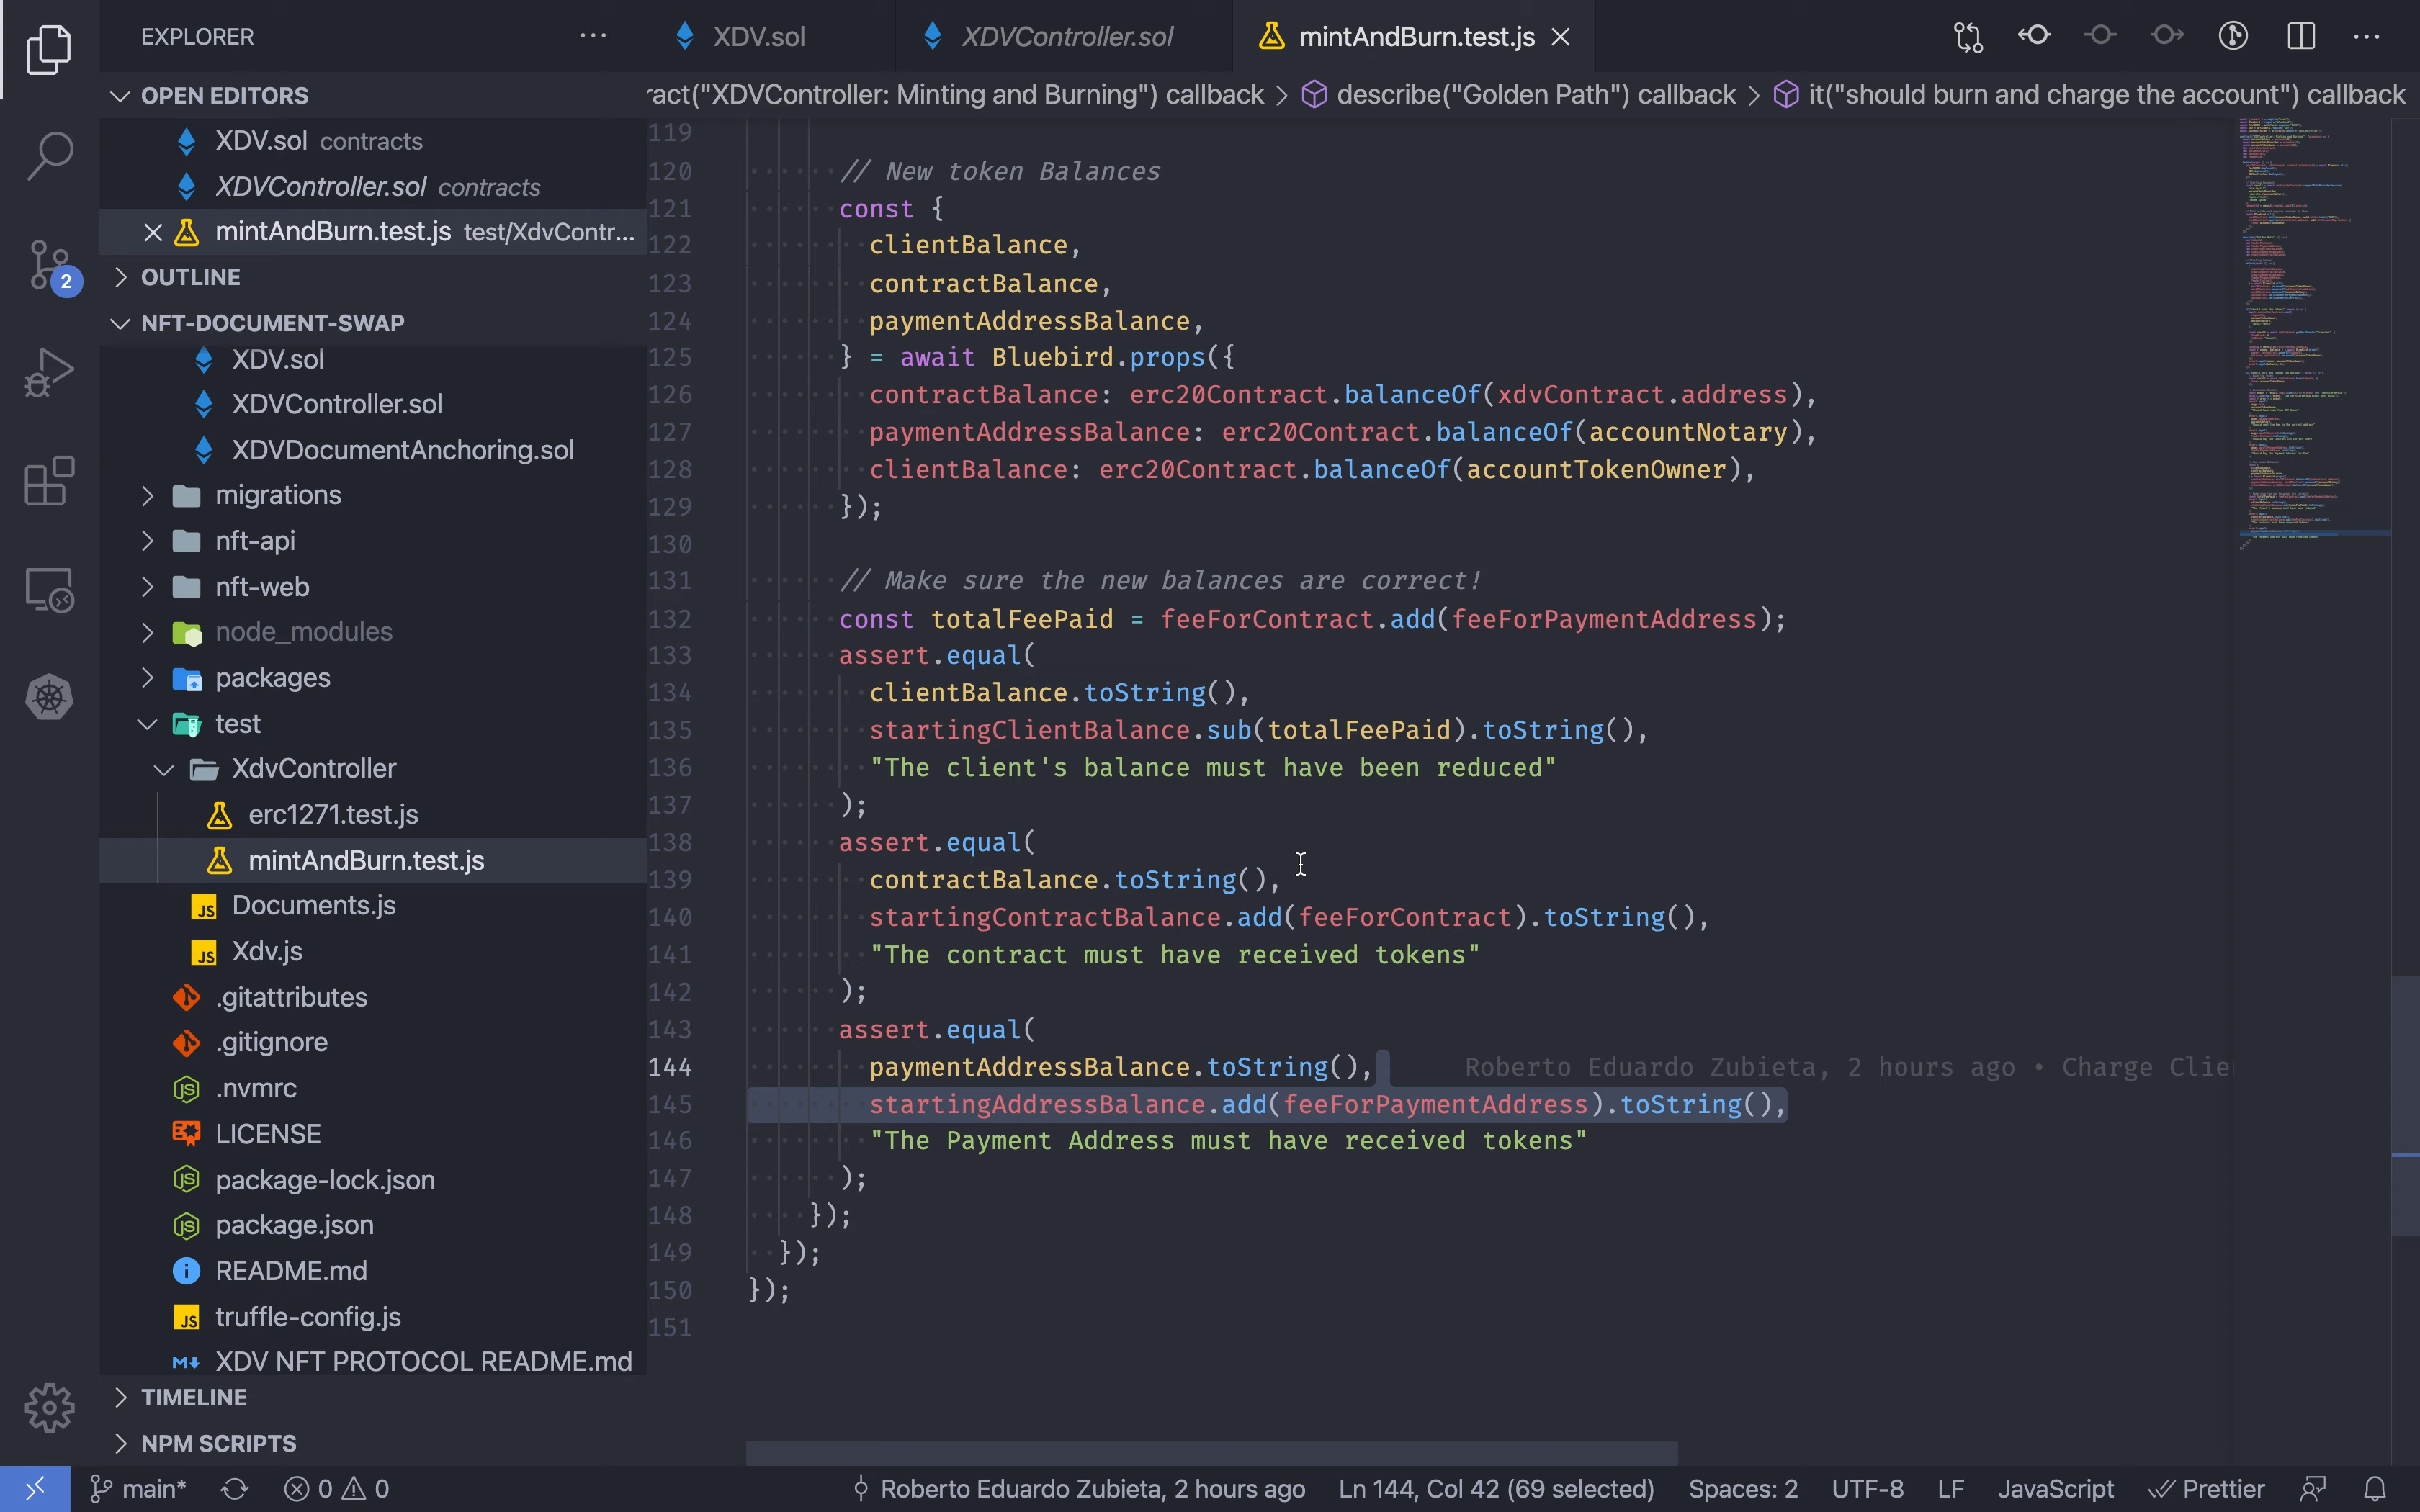 EXPLORER
XDV.sol
XDVController.sol
mintAndBurn.test.js
OPEN EDITORS
XDV.sol contracts
XDVController.sol contracts
mintAndBurn.test.js test/XdvContr...
OUTLINE
NFT-DOCUMENT-SWAP
XDV.sol
XDVController.sol
XDVDocumentAnchoring.sol
migrations
nft-api
nft-web
node_modules
packages
test
XdvController
erc1271.test.js
mintAndBurn.test.js
JS Documents.js
JS Xdv.js
.gitattributes
.gitignore
JS .nvmrc
LICENSE
JS package-lock.json
JS package.json
README.md
JS truffle-config.js
XDV NFT PROTOCOL README.md
TIMELINE
NPM SCRIPTS
2
ract("XDVController: Minting and Burning") callback > describe("Golden Path") callback > it("should burn and charge the account") callback
119
120 // New token Balances
121 const {
122 clientBalance,
123 contractBalance,
124 paymentAddressBalance,
125 } = await Bluebird.props({
126 contractBalance: erc20Contract.balanceOf(xdvContract.address),
127 paymentAddressBalance: erc20Contract.balanceOf(accountNotary),
128 clientBalance: erc20Contract.balanceOf(accountTokenOwner),
129 });
130
131 // Make sure the new balances are correct!
132 const totalFeePaid = feeForContract.add(feeForPaymentAddress);
133 assert.equal(
134 clientBalance.toString(),
135 startingClientBalance.sub(totalFeePaid).toString(),
136 "The client's balance must have been reduced"
137 );
138 assert.equal(
139 contractBalance.toString(),
140 startingContractBalance.add(feeForContract).toString(),
141 "The contract must have received tokens"
142 );
143 assert.equal(
144 paymentAddressBalance.toString(), Roberto Eduardo Zubieta, 2 hours ago • Charge Clie
145 startingAddressBalance.add(feeForPaymentAddress).toString(),
146 "The Payment Address must have received tokens"
147 );
148 });
149 });
150 });
151
main* 0 0 Roberto Eduardo Zubieta, 2 hours ago Ln 144, Col 42 (69 selected) Spaces: 2 UTF-8 LF JavaScript Prettier